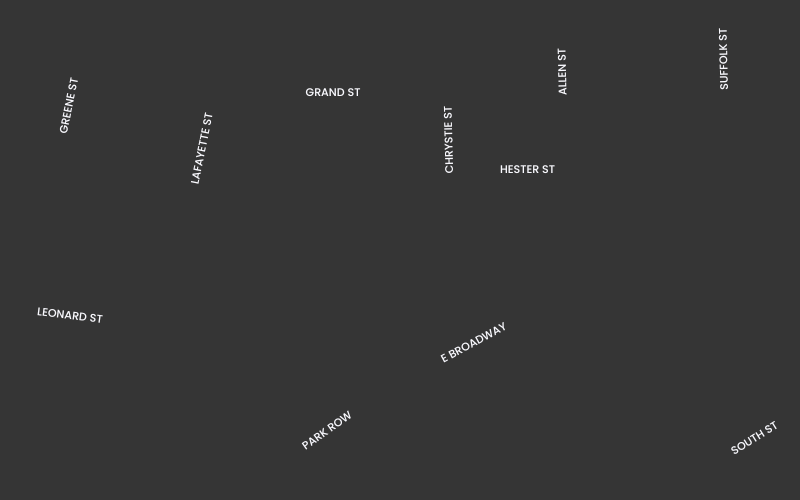 SUFFOLK ST
ALLEN ST
GREENE ST
GRAND ST
LAFAYETTE ST
CHRYSTIE ST
HESTER ST
LEONARD ST
E BROADWAY
PARK ROW
SOUTH ST